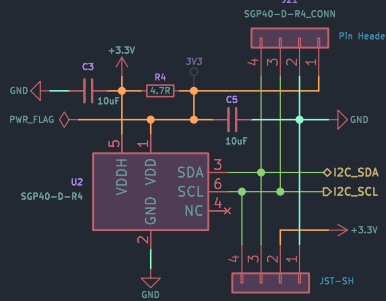 J21
SGP40-D-R4_CONN
Pin Heade
4
3
2
1
+3.3V
C3
R4
3V3
GND
4.7R
10uF
C5
PWR_FLAG
GND
10uF
5
1
U2
SGP40-D-R4
VDDH
VDD
SDA
3
I2C_SDA
SCL
6
I2C_SCL
GND
NC
4
2
+3.3V
4
3
2
1
JST-SH
GND